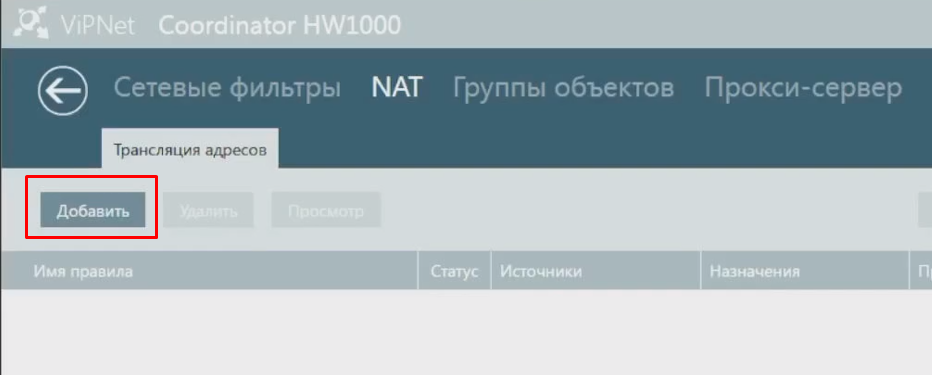 ViPNet Coordinator HW1000
Сетевые фильтры NAT Группы объектов Прокси-сервер
Трансляция адресов
Добавить Удалить Просмотр
Имя правила Статус Источники Назначения